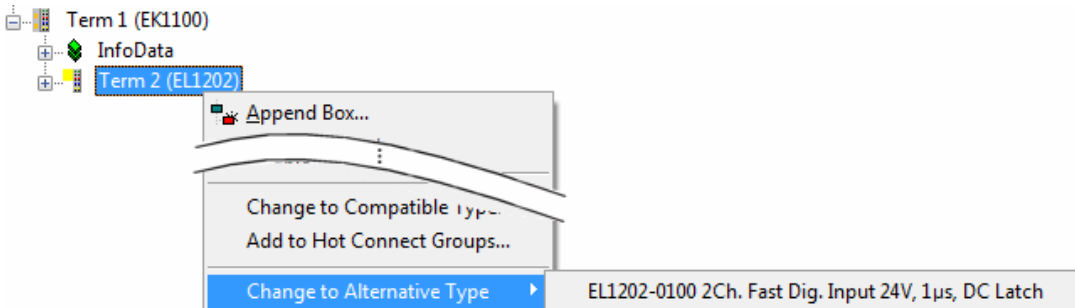 Term 1 (EK1100)
InfoData
Term 2 (EL1202)
Append Box...
Change to Compatible Type
Add to Hot Connect Groups...
Change to Alternative Type
EL1202-0100 2Ch. Fast Dig. Input 24V, 1µs, DC Latch